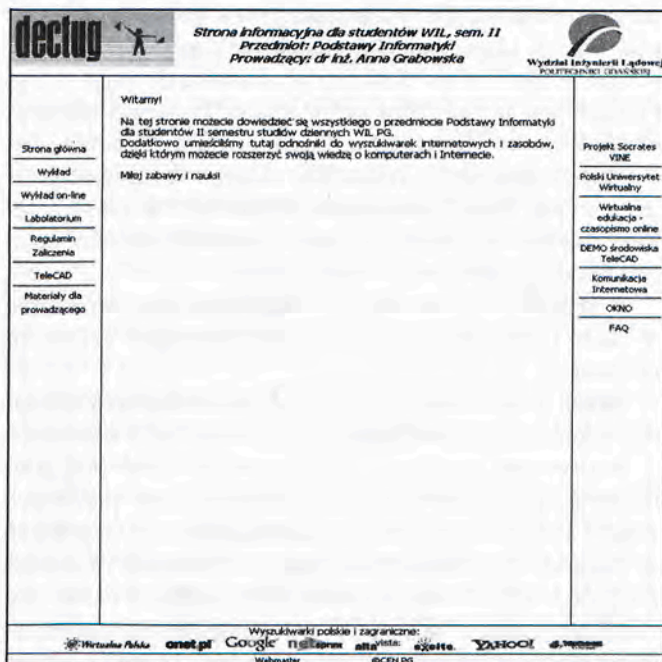 dectug
Strona informacyjna dla studentów WIL, sem. II
Przedmiot: Podstawy Informatyki
Prowadzący: dr inż. Anna Grabowska
Wydział Inżynierii Lądowej
POLITECHNIKI GDAŃSKIEJ
Strona główna
Wykład
Wykład on-line
Labolatorium
Regulamin
Zaliczenia
TeleCAD
Materiały dla
prowadzącego
Witamy!
Na tej stronie możecie dowiedzieć się wszystkiego o przedmiocie Podstawy Informatyki
dla studentów II semestru studiów dziennych WIL PG.
Dodatkowo umieściliśmy tutaj odnośniki do wyszukiwarek internetowych i zasobów,
dzięki którym możecie rozszerzyć swoją wiedzę o komputerach i Internecie.
Miłej zabawy i nauki!
Projekt Socrates
VINE
Polski Uniwersytet
Wirtualny
Wirtualna
edukacja -
czasopismo online
DEMO środowiska
TeleCAD
Komunikacja
Internetowa
OKNO
FAQ
Wyszukiwarki polskie i zagraniczne:
Wirtualna Polska onet.pl Google altavista: excite. YAHOO!
Webmaster ©CEN PG